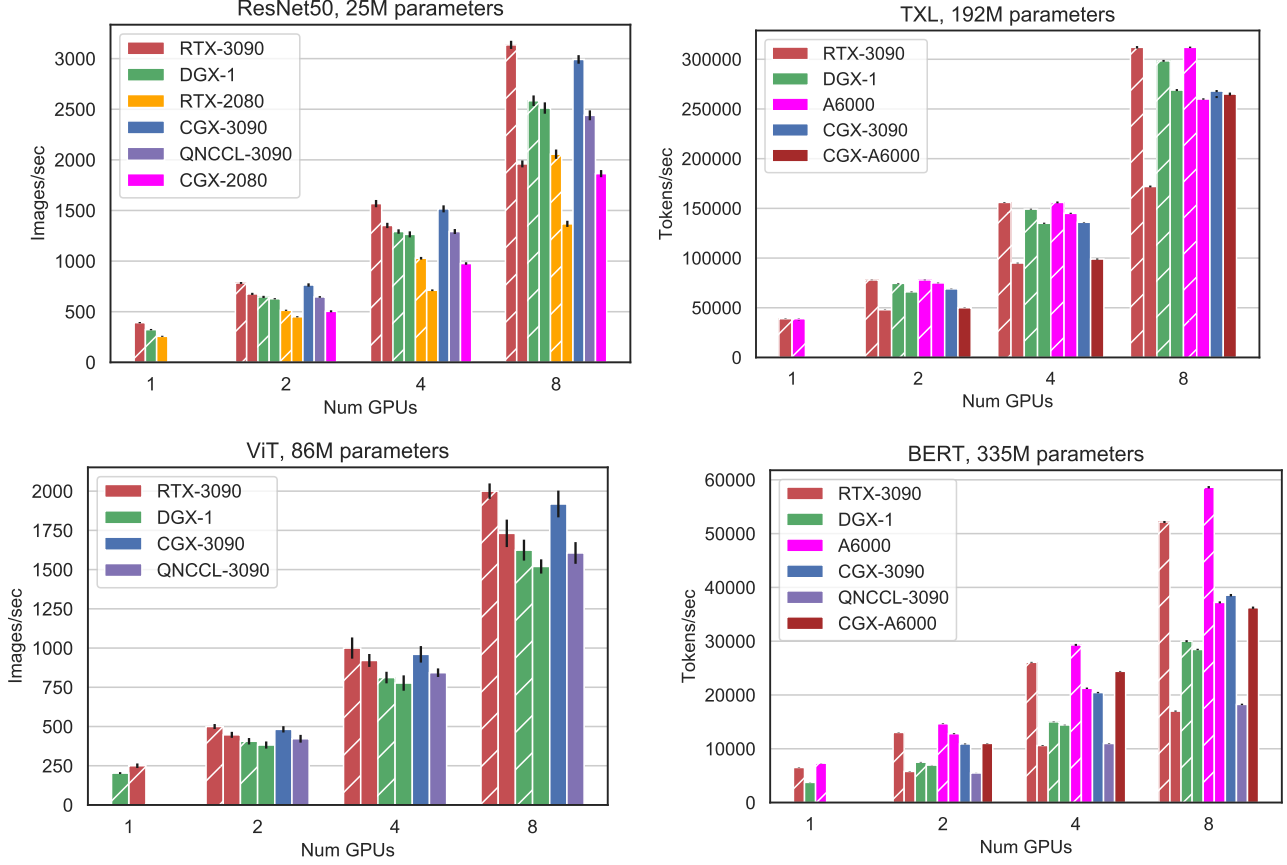 ResNet50, 25M parameters
3000
2500
2000
1500
1000
500
0
Images/sec
RTX-3090
DGX-1
RTX-2080
CGX-3090
QNCCL-3090
CGX-2080
1 2 4 8
Num GPUs
TXL, 192M parameters
300000
250000
200000
150000
100000
50000
0
Tokens/sec
RTX-3090
DGX-1
A6000
CGX-3090
CGX-A6000
1 2 4 8
Num GPUs
ViT, 86M parameters
2000
1750
1500
1250
1000
750
500
250
0
Images/sec
RTX-3090
DGX-1
CGX-3090
QNCCL-3090
1 2 4 8
Num GPUs
BERT, 335M parameters
60000
50000
40000
30000
20000
10000
0
Tokens/sec
RTX-3090
DGX-1
A6000
CGX-3090
QNCCL-3090
CGX-A6000
1 2 4 8
Num GPUs